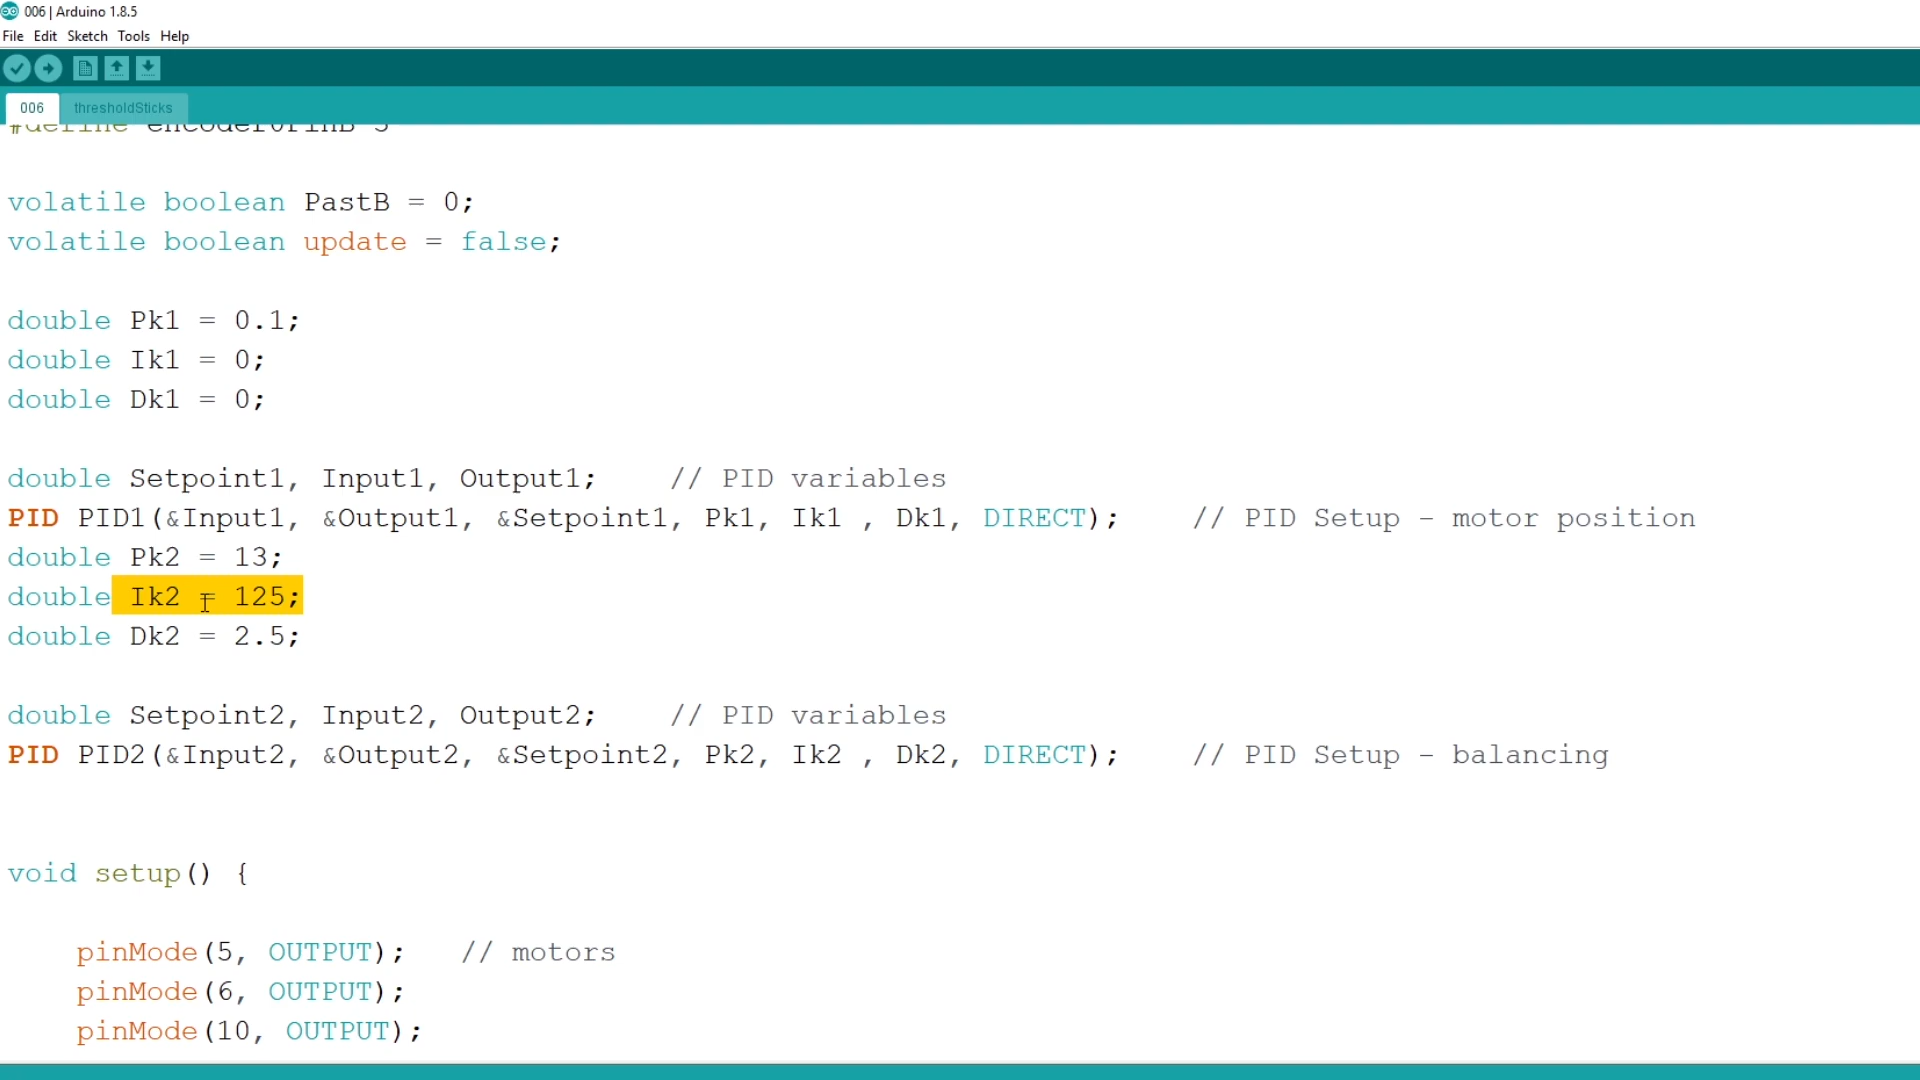 006 | Arduino 1.8.5
File Edit Sketch Tools Help
006 thresholdSticks
#define encoder0PinB 3
volatile boolean PastB = 0;
volatile boolean update = false;
double Pk1 = 0.1;
double Ik1 = 0;
double Dk1 = 0;
double Setpoint1, Input1, Output1;    // PID variables
PID PID1(&Input1, &Output1, &Setpoint1, Pk1, Ik1 , Dk1, DIRECT);    // PID Setup - motor position
double Pk2 = 13;
double Ik2 = 125;
double Dk2 = 2.5;
double Setpoint2, Input2, Output2;    // PID variables
PID PID2(&Input2, &Output2, &Setpoint2, Pk2, Ik2 , Dk2, DIRECT);    // PID Setup - balancing
void setup() {
pinMode(5, OUTPUT);   // motors
pinMode(6, OUTPUT);
pinMode(10, OUTPUT);